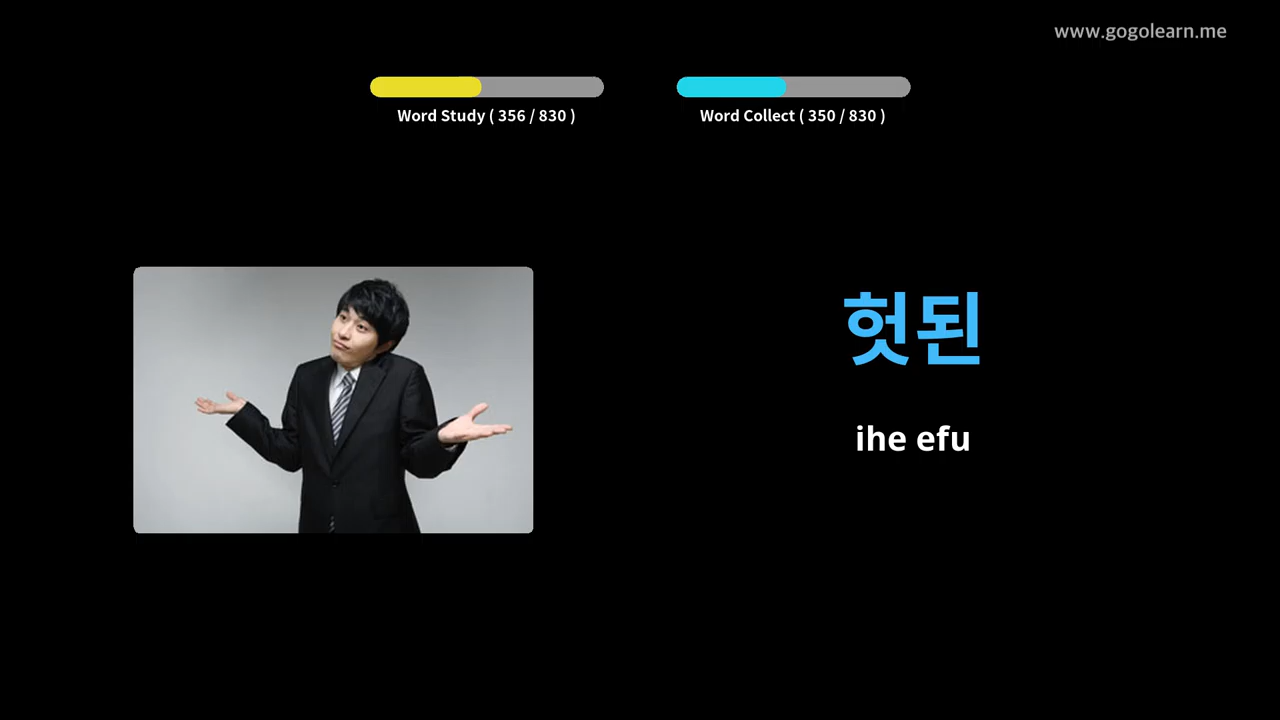 www.gogolearn.me
Word Study ( 356 / 830 )
Word Collect ( 350 / 830 )
헛된
ihe efu